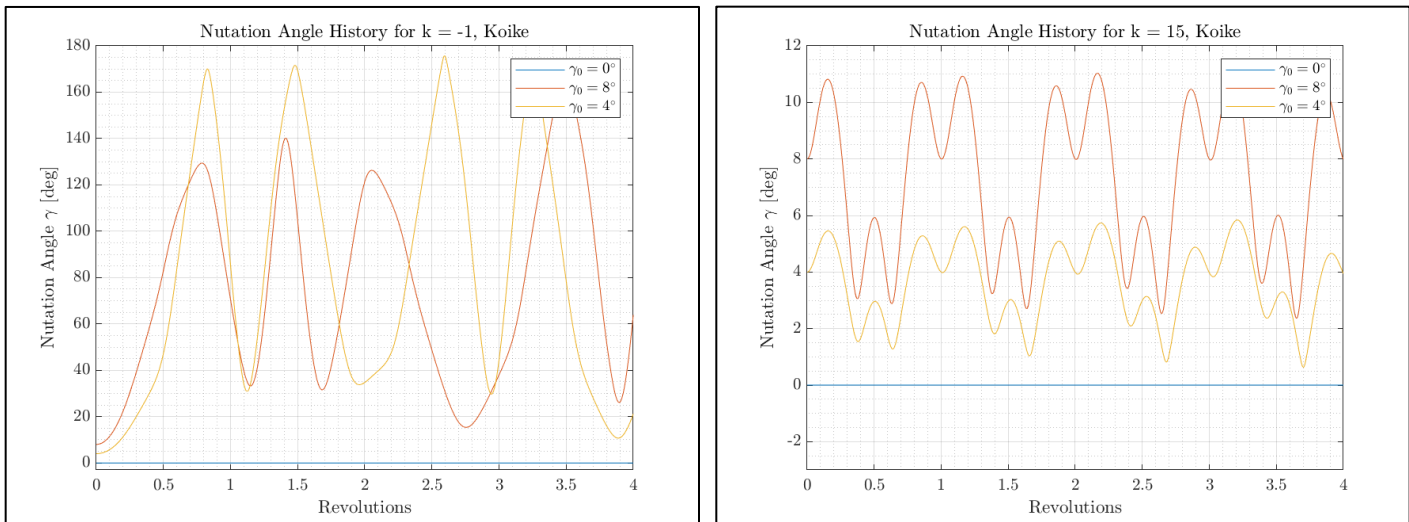 Nutation Angle History for k = -1, Koike
γ₀ = 0°
γ₀ = 8°
γ₀ = 4°
180
160
140
120
100
80
60
40
20
0
Nutation Angle γ [deg]
0 0.5 1 1.5 2 2.5 3 3.5 4
Revolutions
Nutation Angle History for k = 15, Koike
γ₀ = 0°
γ₀ = 8°
γ₀ = 4°
12
10
8
6
4
2
0
-2
Nutation Angle γ [deg]
0 0.5 1 1.5 2 2.5 3 3.5 4
Revolutions